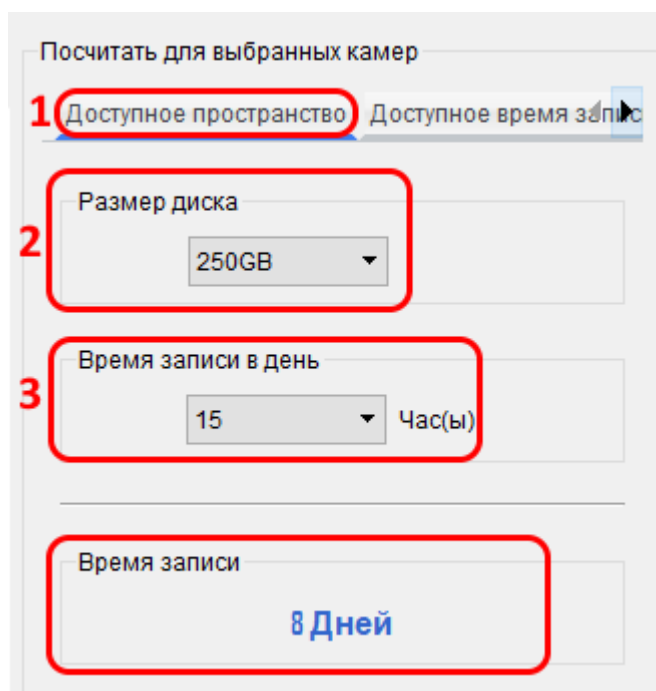 Посчитать для выбранных камер
1 Доступное пространство Доступное время запис
Размер диска
2
250GB
Время записи в день
3
15 Час(ы)
Время записи
8 Дней